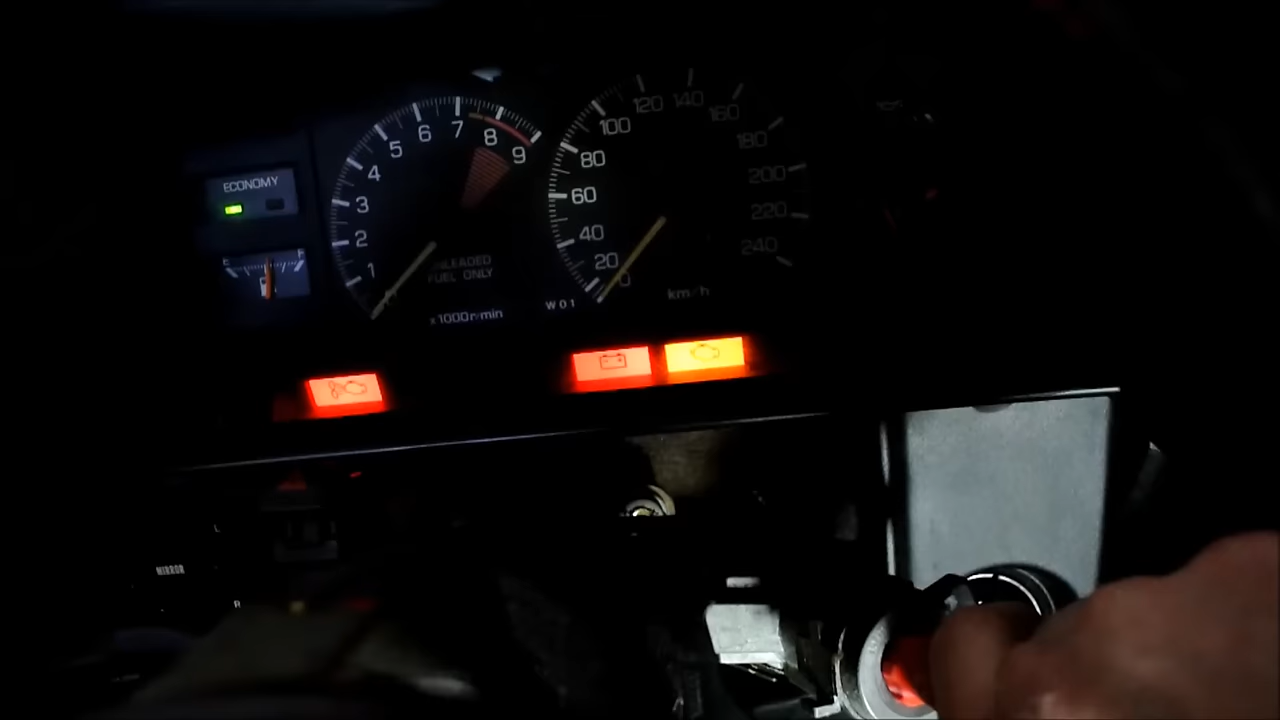 ECONOMY
E F
1 2 3 4 5 6 7 8 9
UNLEADED
FUEL ONLY
x1000r/min
0 20 40 60 80 100 120 140 160 180 200 220 240
W01
km/h
MIRROR
L
R